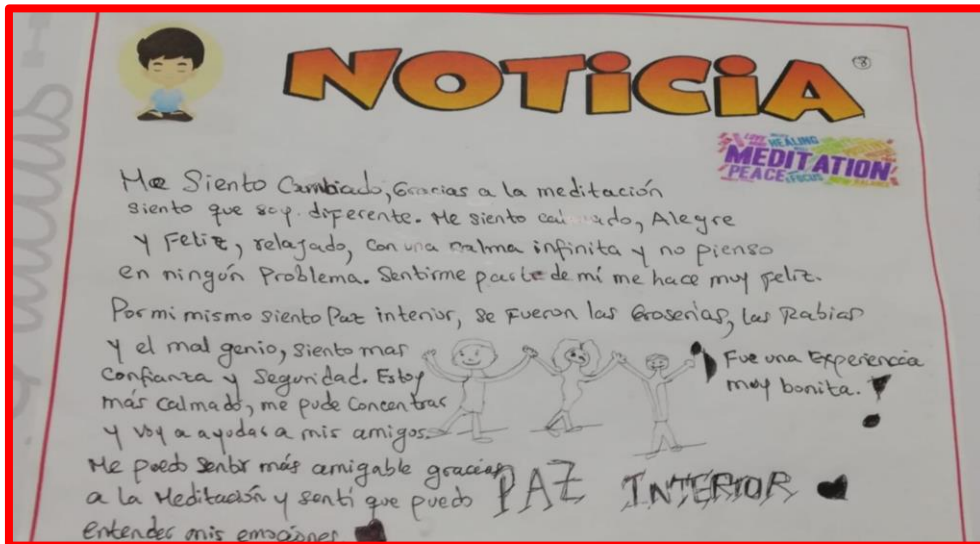 NOTiCiA
8
LOVE HEALING
MEDITATION
PEACE FOCUS
Me Siento Cambiado, Gracias a la meditación
siento que soy diferente. Me siento calmado, Alegre
Y Feliz, relajado, con una calma infinita y no pienso
en ningún Problema. Sentirme parte de mí me hace muy feliz.
Por mi mismo siento Paz interior, se fueron las Groserias, las Rabias
y el mal genio, siento mas
confianza y Seguridad. Estoy
más calmado, me pude Concentrar
y voy a ayudar a mis amigos.
Fue una Experiencia
muy bonita.
Me puedo sentir más amigable gracias
a la Meditación y sentí que puedo
entender mis emociones
PAZ INTERIOR